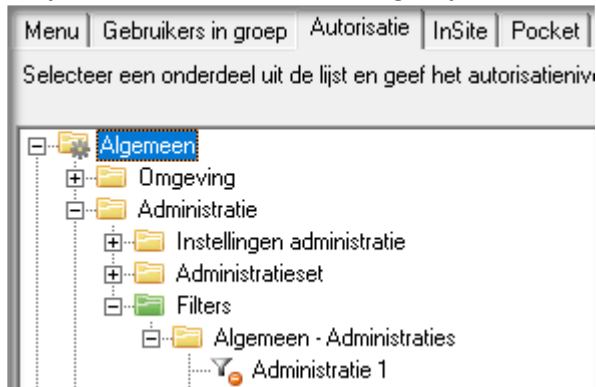 Menu Gebruikers in groep Autorisatie InSite Pocket
Selecteer een onderdeel uit de lijst en geef het autorisatieniv
Algemeen
Omgeving
Administratie
Instellingen administratie
Administratieset
Filters
Algemeen - Administraties
Administratie 1